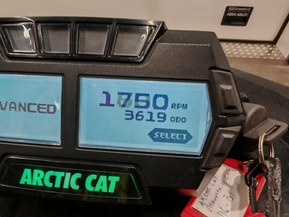 VANCED
1750 RPM
3619 ODO
SELECT
ARCTIC CAT